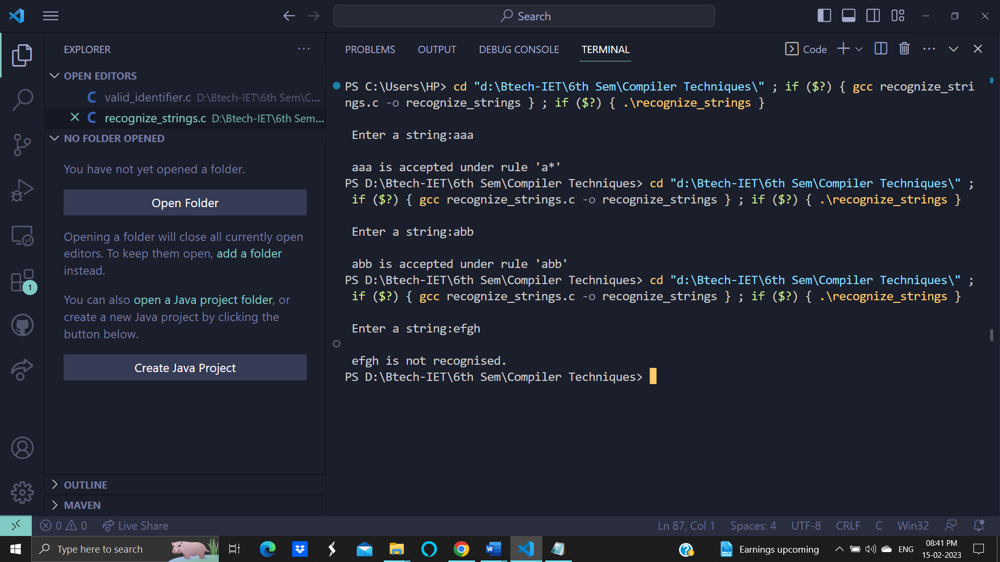 Search
EXPLORER
OPEN EDITORS
valid_identifier.c D:\Btech-IET\6th Sem\C...
recognize_strings.c D:\Btech-IET\6th Sem...
NO FOLDER OPENED
You have not yet opened a folder.
Open Folder
Opening a folder will close all currently open
editors. To keep them open, add a folder
instead.
You can also open a Java project folder, or
create a new Java project by clicking the
button below.
Create Java Project
1
OUTLINE
MAVEN
PROBLEMS OUTPUT DEBUG CONSOLE TERMINAL
Code
PS C:\Users\HP> cd "d:\Btech-IET\6th Sem\Compiler Techniques\" ; if ($?) { gcc recognize_stri
ngs.c -o recognize_strings } ; if ($?) { .\recognize_strings }
Enter a string:aaa
aaa is accepted under rule 'a*'
PS D:\Btech-IET\6th Sem\Compiler Techniques> cd "d:\Btech-IET\6th Sem\Compiler Techniques\" ;
if ($?) { gcc recognize_strings.c -o recognize_strings } ; if ($?) { .\recognize_strings }
Enter a string:abb
abb is accepted under rule 'abb'
PS D:\Btech-IET\6th Sem\Compiler Techniques> cd "d:\Btech-IET\6th Sem\Compiler Techniques\" ;
if ($?) { gcc recognize_strings.c -o recognize_strings } ; if ($?) { .\recognize_strings }
Enter a string:efgh
efgh is not recognised.
PS D:\Btech-IET\6th Sem\Compiler Techniques>
0 0 Live Share
Ln 87, Col 1 Spaces: 4 UTF-8 CRLF C Win32
Type here to search
Earnings upcoming
ENG
08:41 PM
15-02-2023